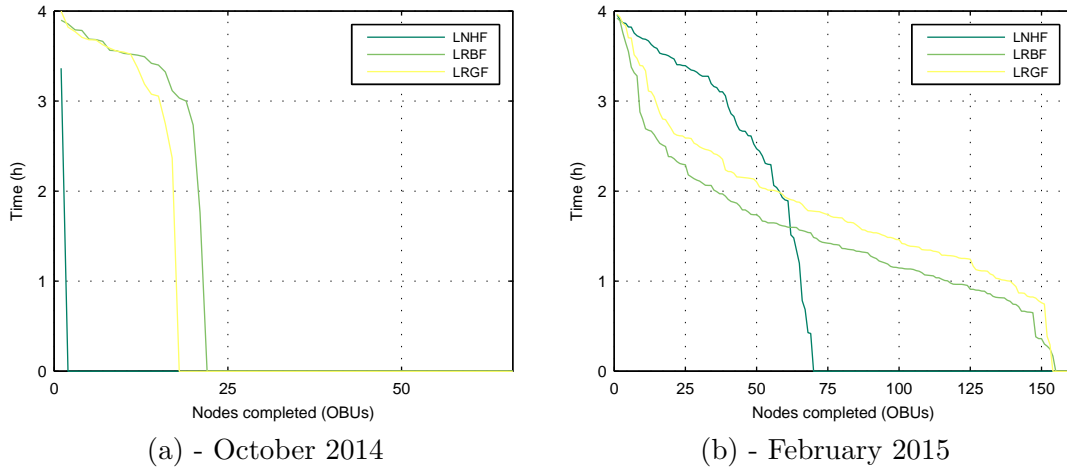 4
3
2
1
0
0
25
50
Time (h)
Nodes completed (OBUs)
LNHF
LRBF
LRGF
(a) - October 2014
4
3
2
1
0
0
25
50
75
100
125
150
Time (h)
Nodes completed (OBUs)
LNHF
LRBF
LRGF
(b) - February 2015